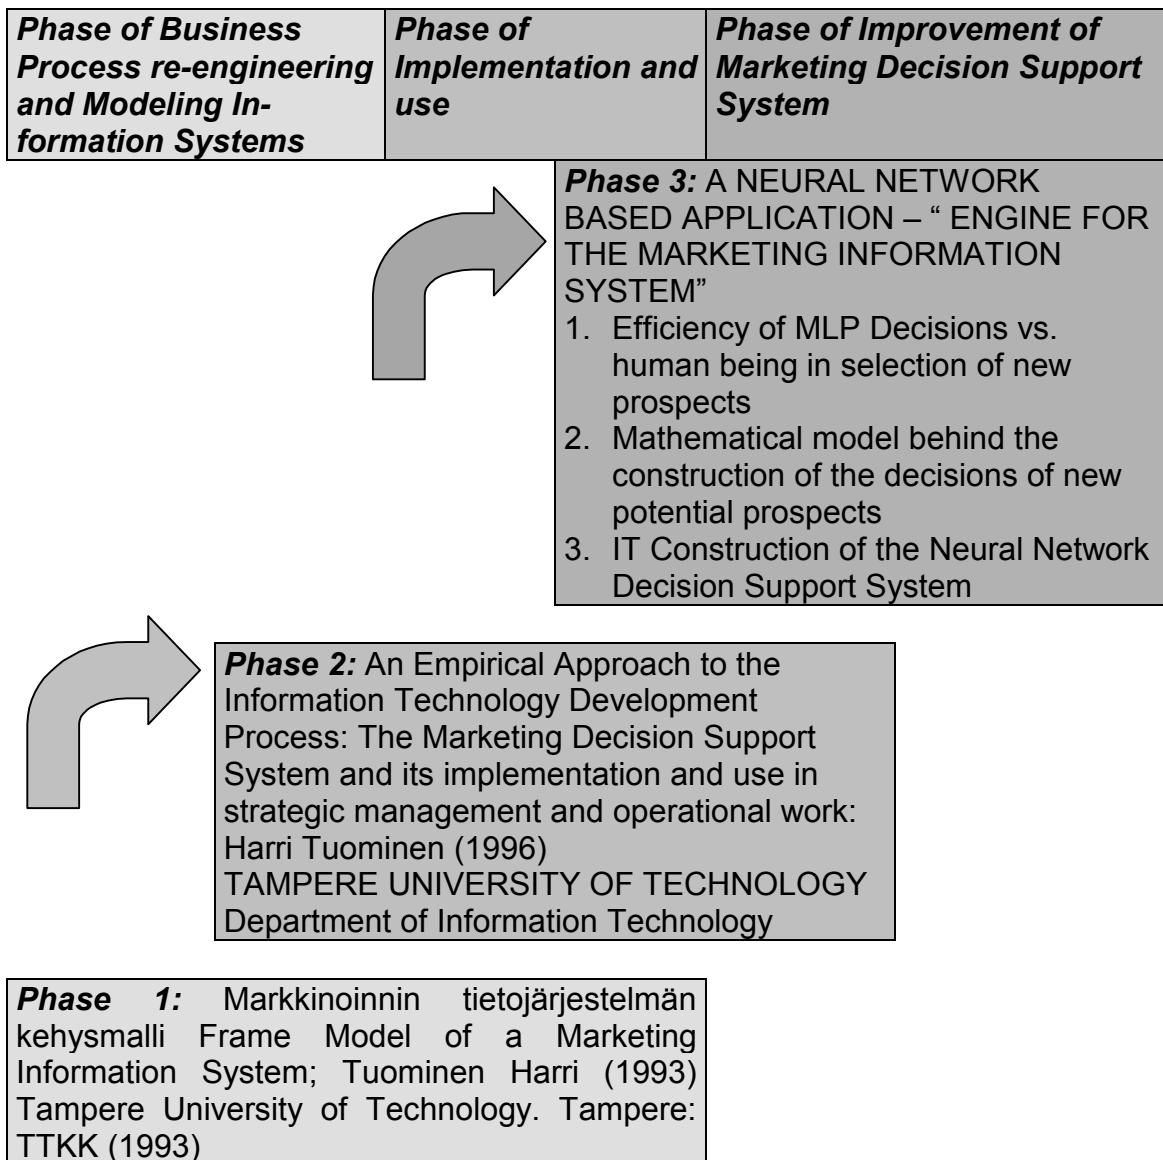 Phase of Business
Process re-engineering
and Modeling In-
formation Systems
Phase of
Implementation and
use
Phase of Improvement of
Marketing Decision Support
System
Phase 3: A NEURAL NETWORK
BASED APPLICATION – “ ENGINE FOR
THE MARKETING INFORMATION
SYSTEM”
1. Efficiency of MLP Decisions vs.
human being in selection of new
prospects
2. Mathematical model behind the
construction of the decisions of new
potential prospects
3. IT Construction of the Neural Network
Decision Support System
Phase 2: An Empirical Approach to the
Information Technology Development
Process: The Marketing Decision Support
System and its implementation and use in
strategic management and operational work:
Harri Tuominen (1996)
TAMPERE UNIVERSITY OF TECHNOLOGY
Department of Information Technology
Phase 1: Markkinoinnin tietojärjestelmän
kehysmalli Frame Model of a Marketing
Information System; Tuominen Harri (1993)
Tampere University of Technology. Tampere:
TTKK (1993)